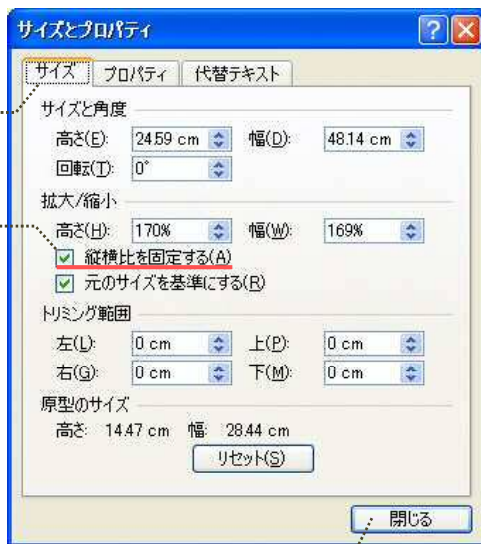 サイズとプロパティ
サイズ プロパティ 代替テキスト
サイズと角度
高さ(E): 24.59 cm 幅(D): 48.14 cm
回転(T): 0°
拡大/縮小
高さ(H): 170% 幅(W): 169%
縦横比を固定する(A)
元のサイズを基準にする(R)
トリミング範囲
左(L): 0 cm 上(P): 0 cm
右(G): 0 cm 下(M): 0 cm
原型のサイズ
高さ: 14.47 cm 幅: 28.44 cm
リセット(S)
閉じる